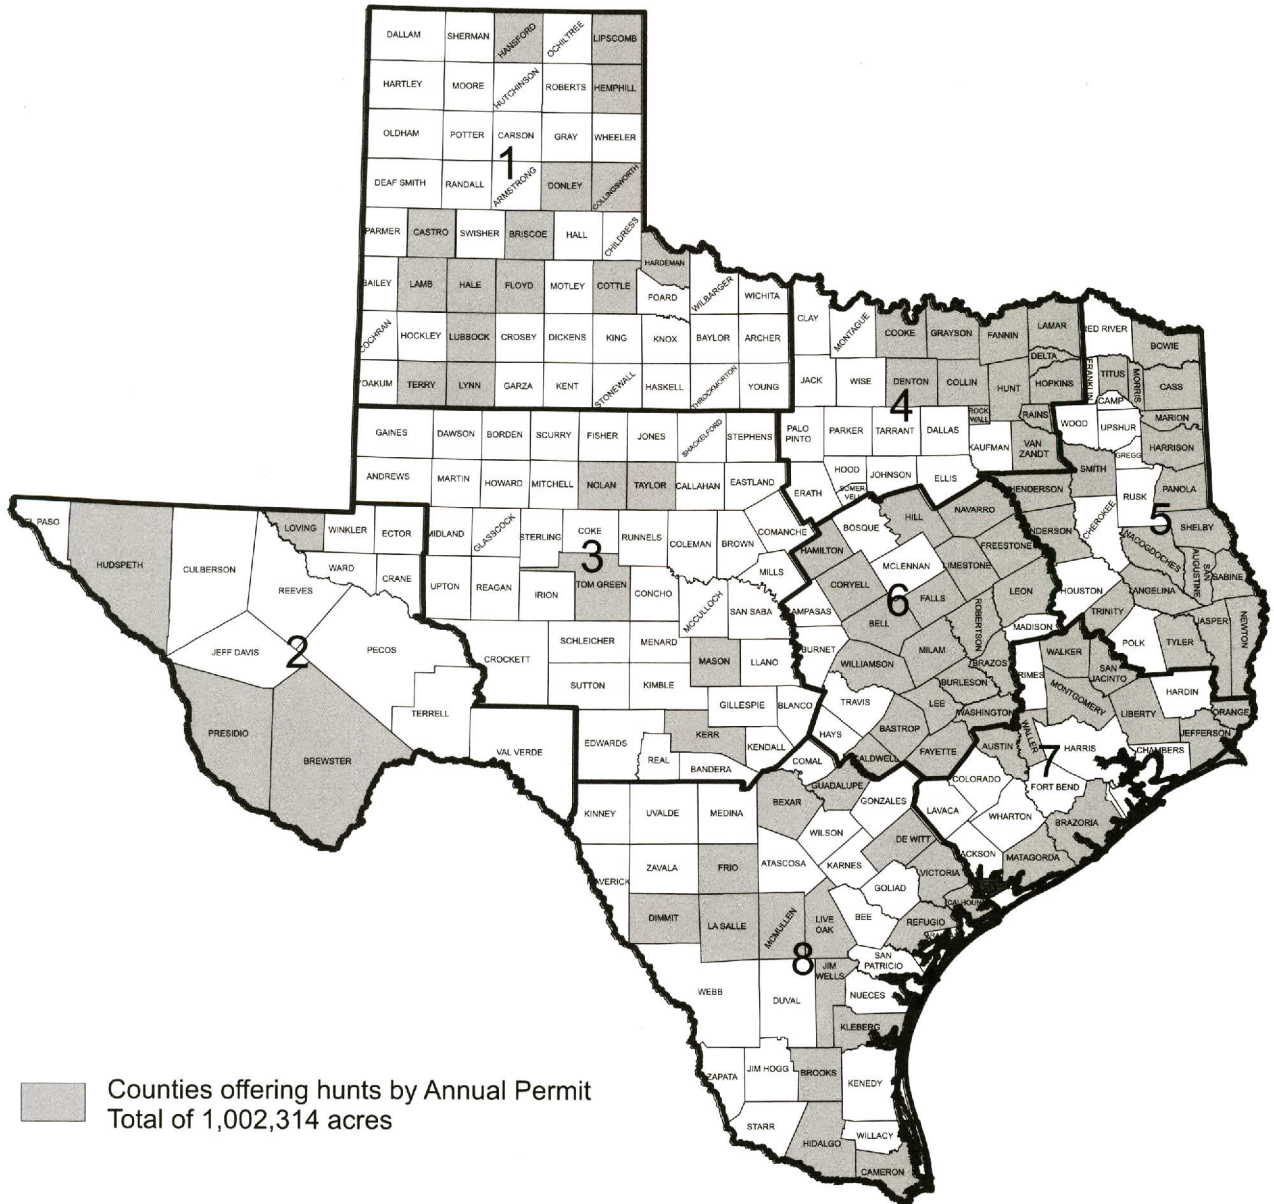 DALLAM
SHERMAN
HANSFORD
OCHILTREE
LIPSCOMB
HARTLEY
MOORE
HUTCHINSON
ROBERTS
HEMPHILL
OLDHAM
POTTER
CARSON
GRAY
WHEELER
1
DEAF SMITH
RANDALL
ARMSTRONG
DONLEY
COLLINGSWORTH
PARMER
CASTRO
SWISHER
BRISCOE
HALL
CHILDRESS
BAILEY
LAMB
HALE
FLOYD
MOTLEY
COTTLE
HARDEMAN
FOARD
WILBARGER
WICHITA
COCHRAN
HOCKLEY
LUBBOCK
CROSBY
DICKENS
KING
KNOX
BAYLOR
ARCHER
YOAKUM
TERRY
LYNN
GARZA
KENT
STONEWALL
HASKELL
THROCKMORTON
YOUNG
CLAY
MONTAGUE
COOKE
GRAYSON
FANNIN
LAMAR
RED RIVER
BOWIE
DELTA
FRANKLIN
TITUS
MORRIS
CASS
JACK
WISE
DENTON
COLLIN
HUNT
HOPKINS
CAMP
4
ROCK
WALL
RAINS
WOOD
UPSHUR
MARION
GAINES
DAWSON
BORDEN
SCURRY
FISHER
JONES
SHACKELFORD
STEPHENS
PALO
PINTO
PARKER
TARRANT
DALLAS
KAUFMAN
VAN
ZANDT
GREGG
HARRISON
ANDREWS
MARTIN
HOWARD
MITCHELL
NOLAN
TAYLOR
CALLAHAN
EASTLAND
ERATH
HOOD
SOMER
VELL
JOHNSON
ELLIS
SMITH
RUSK
PANOLA
HENDERSON
5
EL PASO
HUDSPETH
CULBERSON
LOVING
WINKLER
ECTOR
MIDLAND
GLASSCOCK
STERLING
COKE
RUNNELS
COLEMAN
BROWN
COMANCHE
3
BOSQUE
HILL
NAVARRO
ANDERSON
CHEROKEE
NACOGDOCHES
SHELBY
REEVES
WARD
CRANE
UPTON
REAGAN
IRION
TOM GREEN
CONCHO
MCCULLOCH
MILLS
SAN SABA
HAMILTON
CORYELL
MCLENNAN
LIMESTONE
FREESTONE
SAN
AUGUSTINE
SABINE
6
LAMPASAS
BELL
FALLS
LEON
HOUSTON
ANGELINA
TRINITY
2
JEFF DAVIS
PECOS
CROCKETT
SCHLEICHER
MENARD
MASON
LLANO
BURNET
WILLIAMSON
MILAM
ROBERTSON
BRAZOS
MADISON
WALKER
POLK
TYLER
JASPER
NEWTON
SUTTON
KIMBLE
GRIMES
SAN
JACINTO
TERRELL
GILLESPIE
BLANCO
TRAVIS
LEE
BURLESON
WASHINGTON
MONTGOMERY
LIBERTY
HARDIN
ORANGE
PRESIDIO
BREWSTER
VAL VERDE
EDWARDS
REAL
KERR
KENDALL
BANDERA
HAYS
COMAL
CALDWELL
BASTROP
FAYETTE
AUSTIN
WALLER
HARRIS
CHAMBERS
JEFFERSON
7
KINNEY
UVALDE
MEDINA
BEXAR
GUADALUPE
GONZALES
LAVACA
COLORADO
FORT BEND
WHARTON
BRAZORIA
ZAVALA
FRIO
ATASCOSA
WILSON
KARNES
DE WITT
JACKSON
MATAGORDA
MAVERICK
VICTORIA
GOLIAD
CALHOUN
DIMMIT
LA SALLE
MCMULLEN
LIVE
OAK
BEE
REFUGIO
8
SAN
PATRICIO
JIM
WELLS
WEBB
DUVAL
NUECES
KLEBERG
ZAPATA
JIM HOGG
BROOKS
KENEDY
STARR
HIDALGO
WILLACY
CAMERON
Counties offering hunts by Annual Permit
Total of 1,002,314 acres